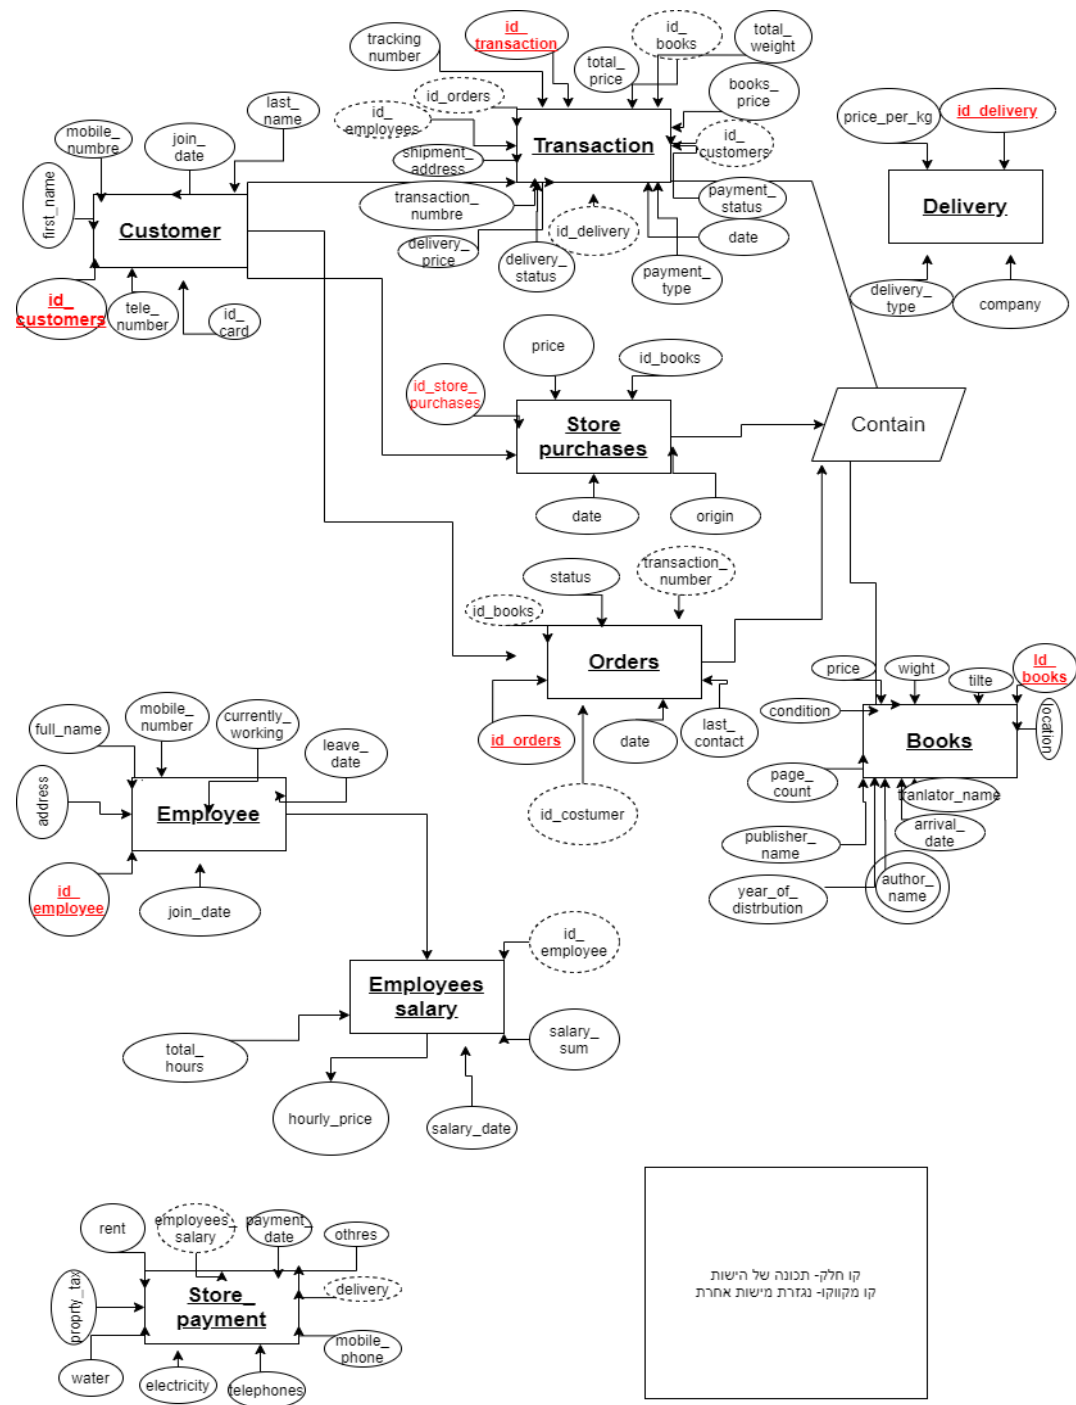 tracking
number
id_
transaction
id_
books
total_
weight
total_
price
books_
price
id_orders
id_
employees
Transaction
id_
customers
shipment_
address
transaction_
numbre
payment_
status
delivery_
price
delivery_
status
id_delivery
payment_
type
date
price_per_kg
id_delivery
Delivery
delivery_
type
company
last_
name
mobile_
numbre
join_
date
first_name
Customer
id_
customers
tele_
number
id_
card
price
id_books
id_store_
purchases
Store
purchases
date
origin
Contain
status
transaction_
number
id_books
Orders
id_orders
date
last_
contact
id_costumer
price
wight
tilte
Id_
books
condition
location
Books
page_
count
tranlator_name
arrival_
date
publisher_
name
year_of_
distrbution
author_
name
full_name
mobile_
number
currently_
working
leave_
date
address
Employee
id_
employee
join_date
id_
employee
Employees
salary
total_
hours
salary_
sum
hourly_price
salary_date
rent
employees_
salary
payment_
date
othres
proprty_tax
Store_
payment
delivery
mobile_
phone
water
electricity
telephones
קו חלק- תכונה של הישות
קו מקווקו- נגזרת מישות אחרת